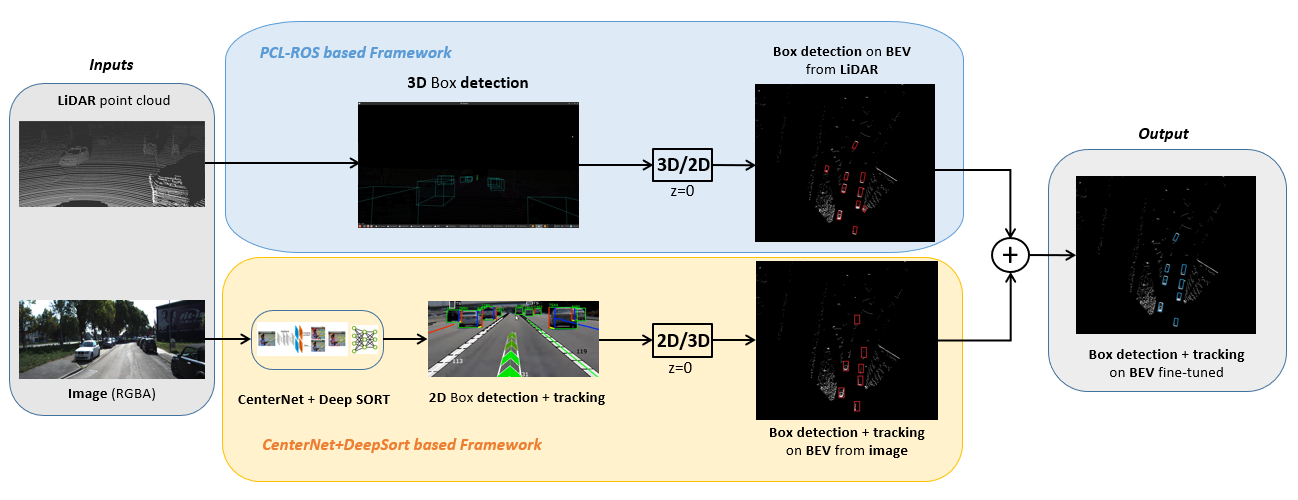 PCL-ROS based Framework
Inputs
LiDAR point cloud
3D Box detection
Box detection on BEV
from LiDAR
3D/2D
z=0
Output
+
Image (RGBA)
CenterNet + Deep SORT
113
119
2D Box detection + tracking
2D/3D
z=0
Box detection + tracking
on BEV from image
CenterNet+DeepSort based Framework
Box detection + tracking
on BEV fine-tuned